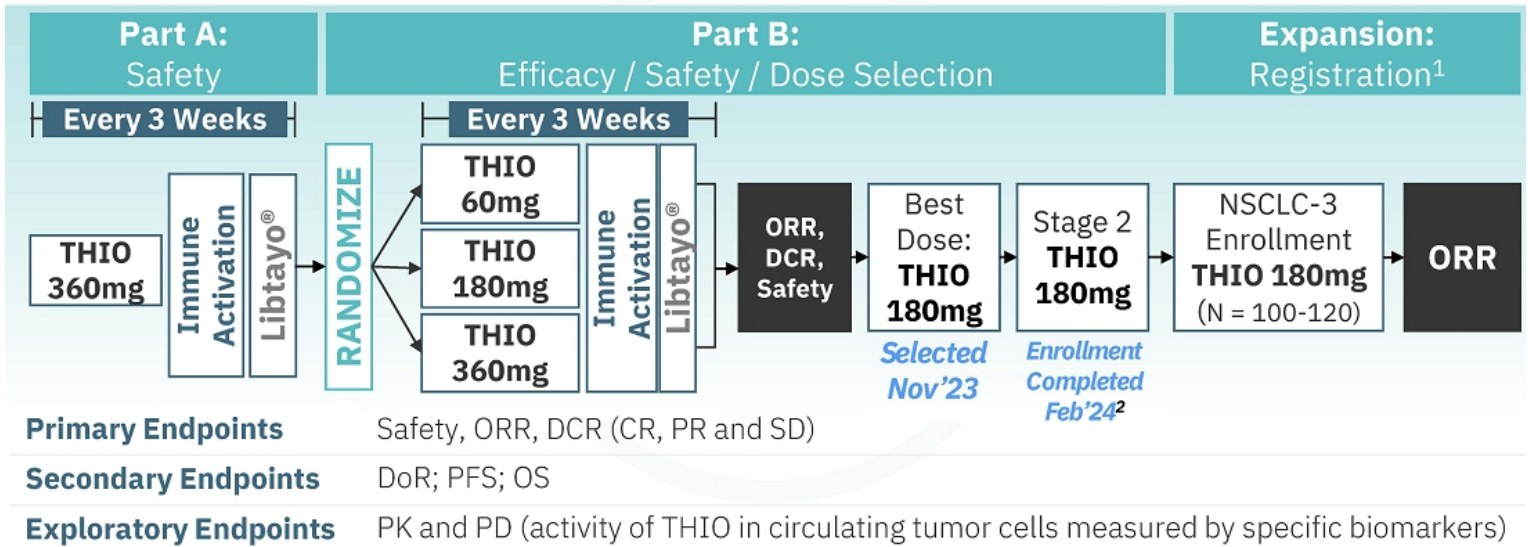 Part A:
Safety
Part B:
Efficacy / Safety / Dose Selection
Expansion:
Registration¹
Every 3 Weeks
Every 3 Weeks
THIO
360mg
Immune
Activation
Libtayo®
RANDOMIZE
THIO
60mg
THIO
180mg
THIO
360mg
Immune
Activation
Libtayo®
ORR,
DCR,
Safety
Best
Dose:
THIO
180mg
Selected
Nov’23
Stage 2
THIO
180mg
Enrollment
Completed
Feb’24²
NSCLC-3
Enrollment
THIO 180mg
(N = 100-120)
ORR
Primary Endpoints Safety, ORR, DCR (CR, PR and SD)
Secondary Endpoints DoR; PFS; OS
Exploratory Endpoints PK and PD (activity of THIO in circulating tumor cells measured by specific biomarkers)